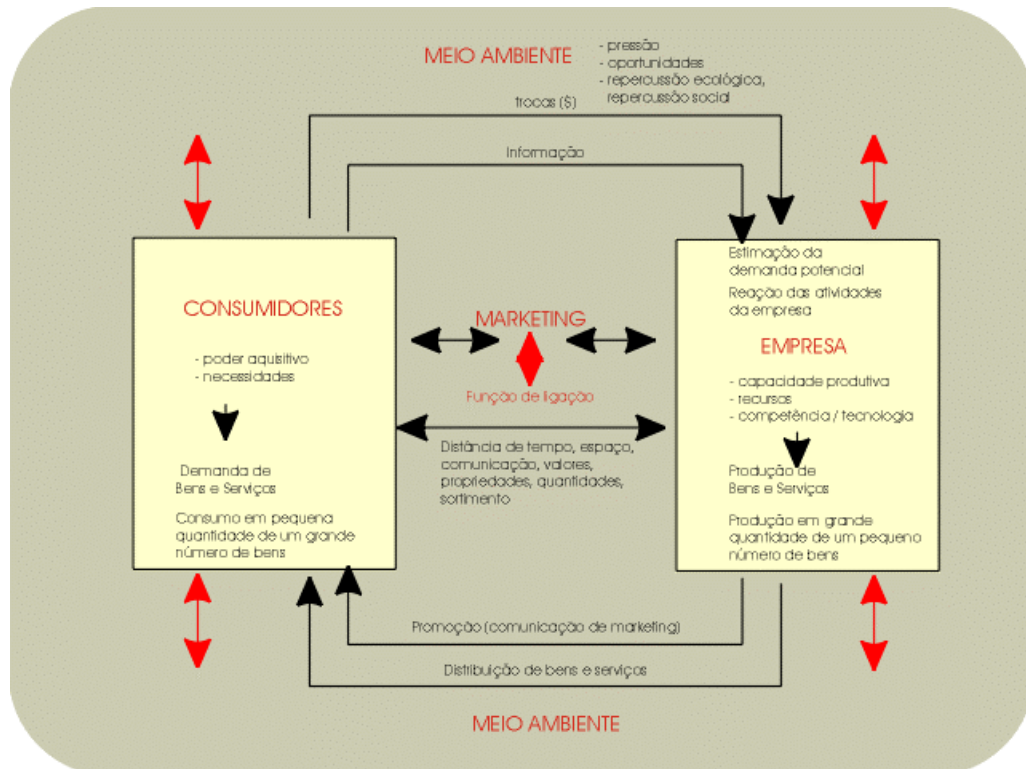 MEIO AMBIENTE
- pressão
- oportunidades
- repercussão ecológica,
repercussão social
trocas ($)
Informação
CONSUMIDORES
- poder aquisitivo
- necessidades
Demanda de
Bens e Serviços
Consumo em pequena
quantidade de um grande
número de bens
MARKETING
Função de ligação
Distância de tempo, espaço,
comunicação, valores,
propriedades, quantidades,
sortimento
Estimação da
demanda potencial
Reação das atividades
da empresa
EMPRESA
- capacidade produtiva
- recursos
- competência / tecnologia
Produção de
Bens e Serviços
Produção em grande
quantidade de um pequeno
número de bens
Promoção (comunicação de marketing)
Distribuição de bens e serviços
MEIO AMBIENTE